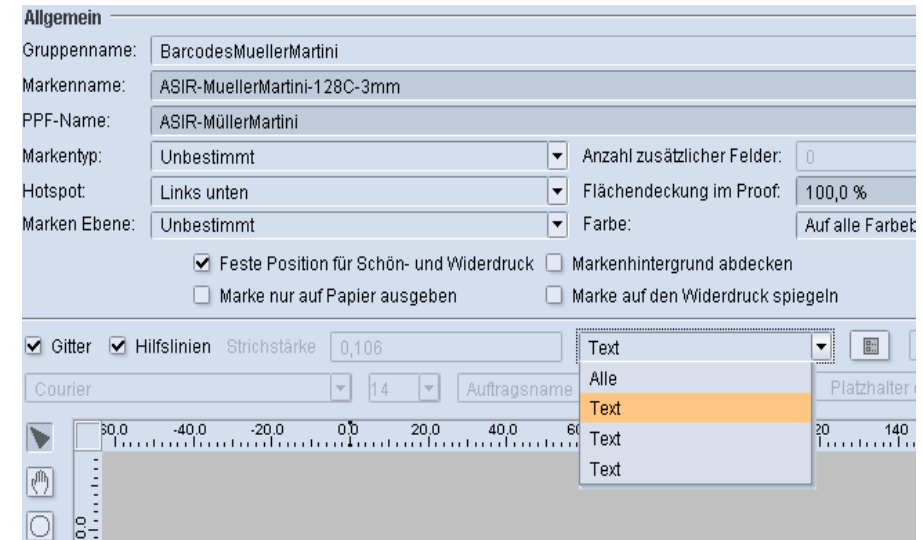 Allgemein
Gruppenname: BarcodesMuellerMartini
Markenname: ASIR-MuellerMartini-128C-3mm
PPF-Name: ASIR-MüllerMartini
Markentyp: Unbestimmt Anzahl zusätzlicher Felder: 0
Hotspot: Links unten Flächendeckung im Proof: 100,0 %
Marken Ebene: Unbestimmt Farbe: Auf alle Farbeb
Feste Position für Schön- und Widerdruck Markenhintergrund abdecken
Marke nur auf Papier ausgeben Marke auf den Widerdruck spiegeln
Gitter Hilfslinien Strichstärke 0,106 Text
Courier 14 Auftragsname Platzhalter
Alle
Text
Text
Text
-40.0 -20.0 0.0 20.0 40.0 140